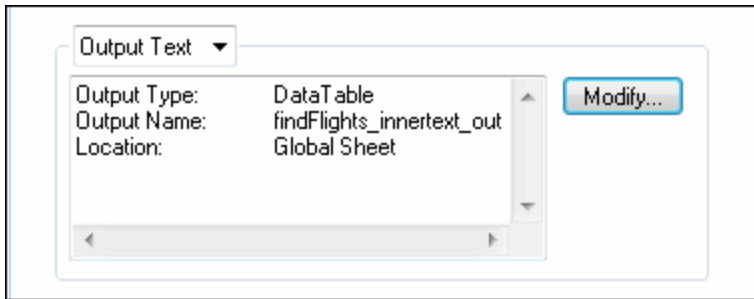 Output Text
Output Type: DataTable
Output Name: findFlights_innertext_out
Location: Global Sheet
Modify...